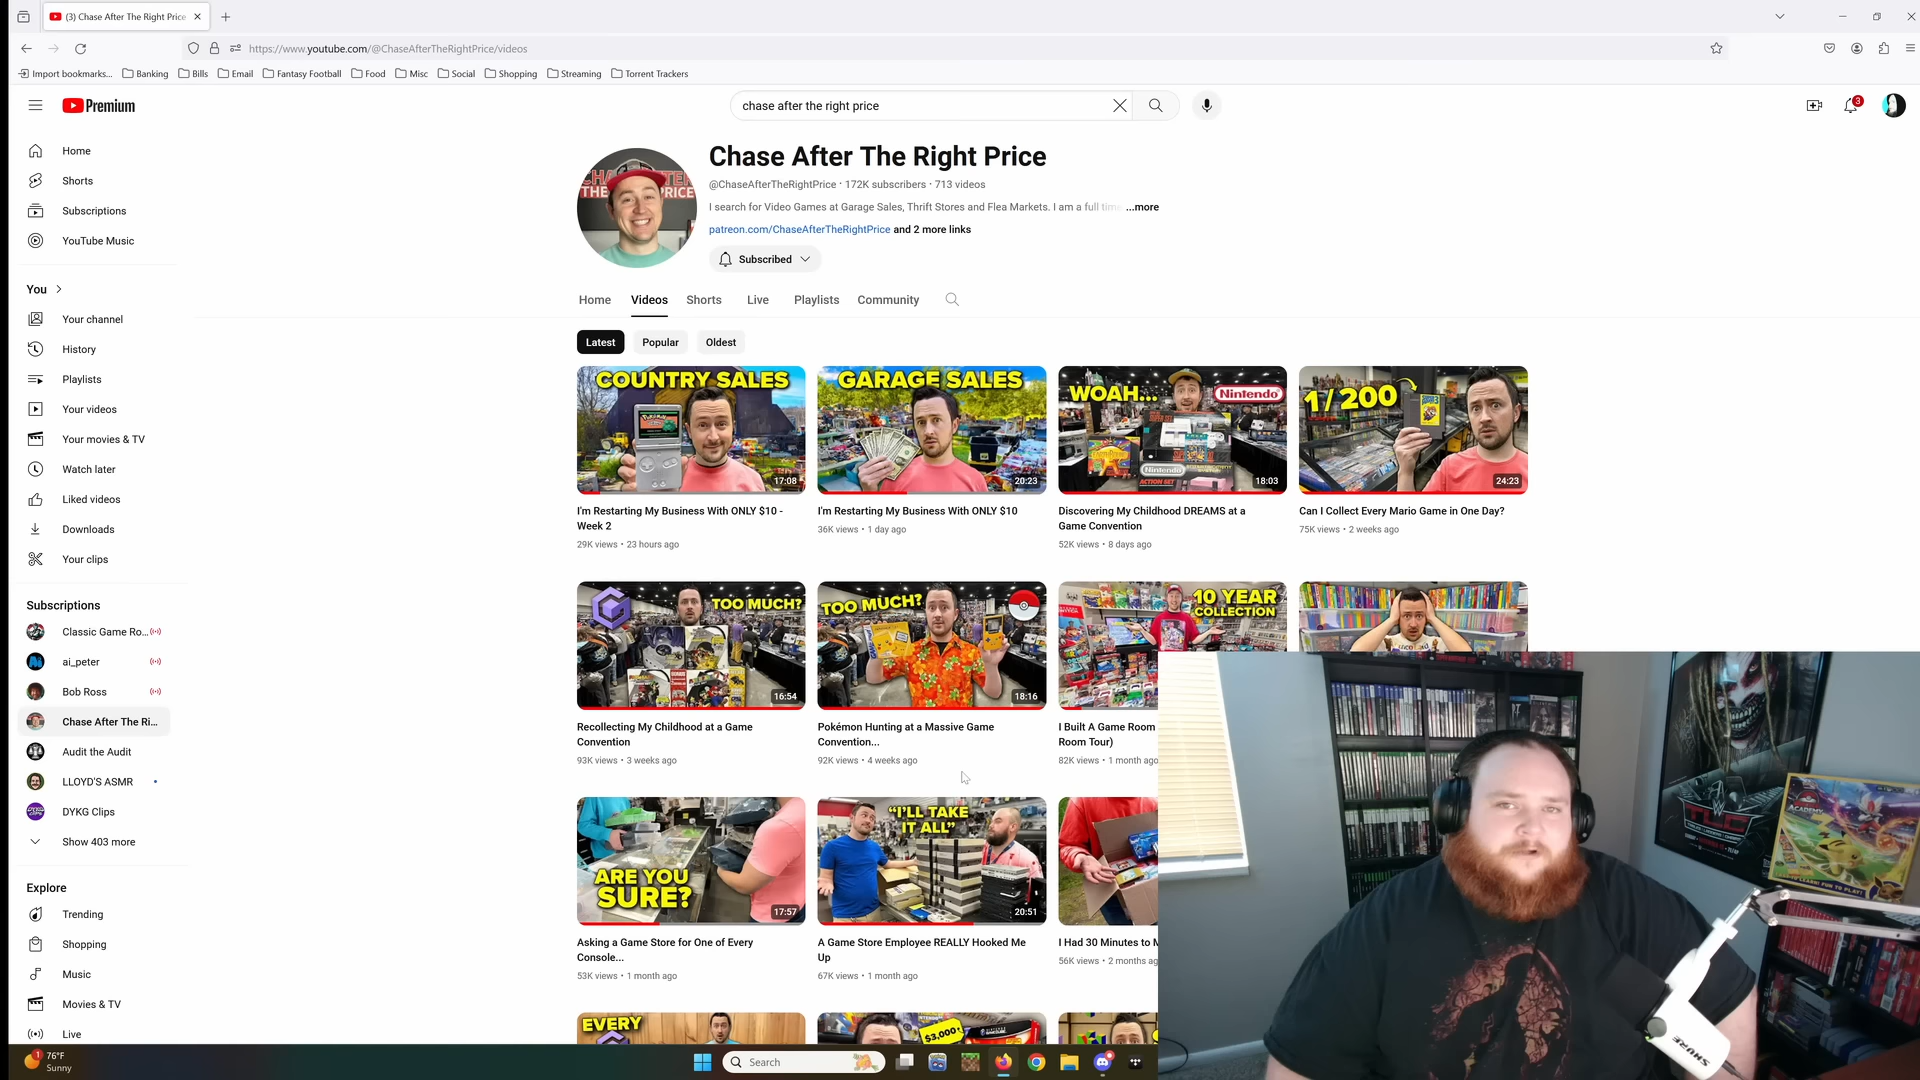 (3) Chase After The Right Price
https://www.youtube.com/@ChaseAfterTheRightPrice/videos
Import bookmarks...
Banking
Bills
Email
Fantasy Football
Food
Misc
Social
Shopping
Streaming
Torrent Trackers
Premium
chase after the right price
3
Home
Shorts
Subscriptions
YouTube Music
You
Your channel
History
Playlists
Your videos
Your movies & TV
Watch later
Liked videos
Downloads
Your clips
Subscriptions
Classic Game Ro...
ai_peter
Bob Ross
Chase After The Ri...
Audit the Audit
LLOYD'S ASMR
DYKG Clips
Show 403 more
Explore
Trending
Shopping
Music
Movies & TV
Live
Chase After The Right Price
@ChaseAfterTheRightPrice · 172K subscribers · 713 videos
I search for Video Games at Garage Sales, Thrift Stores and Flea Markets. I am a full time ...more
patreon.com/ChaseAfterTheRightPrice and 2 more links
Subscribed
Home Videos Shorts Live Playlists Community
Latest Popular Oldest
COUNTRY SALES
17:08
I'm Restarting My Business With ONLY $10 -
Week 2
29K views • 23 hours ago
GARAGE SALES
20:23
I'm Restarting My Business With ONLY $10
36K views • 1 day ago
WOAH...
Nintendo
Nintendo
ACTION SET
18:03
Discovering My Childhood DREAMS at a
Game Convention
52K views • 8 days ago
1/200
24:23
Can I Collect Every Mario Game in One Day?
75K views • 2 weeks ago
TOO MUCH?
16:54
Recollecting My Childhood at a Game
Convention
93K views • 3 weeks ago
TOO MUCH?
18:16
Pokémon Hunting at a Massive Game
Convention...
92K views • 4 weeks ago
10 YEAR
COLLECTION
I Built A Game Room
Room Tour)
82K views • 1 month ago
ARE YOU
SURE?
17:57
Asking a Game Store for One of Every
Console...
53K views • 1 month ago
"I'LL TAKE
IT ALL"
20:51
A Game Store Employee REALLY Hooked Me
Up
67K views • 1 month ago
I Had 30 Minutes to M
56K views • 2 months ag
EVERY
$3,000
TLC
ACADEMY
SHURE
1
76°F
Sunny
Search